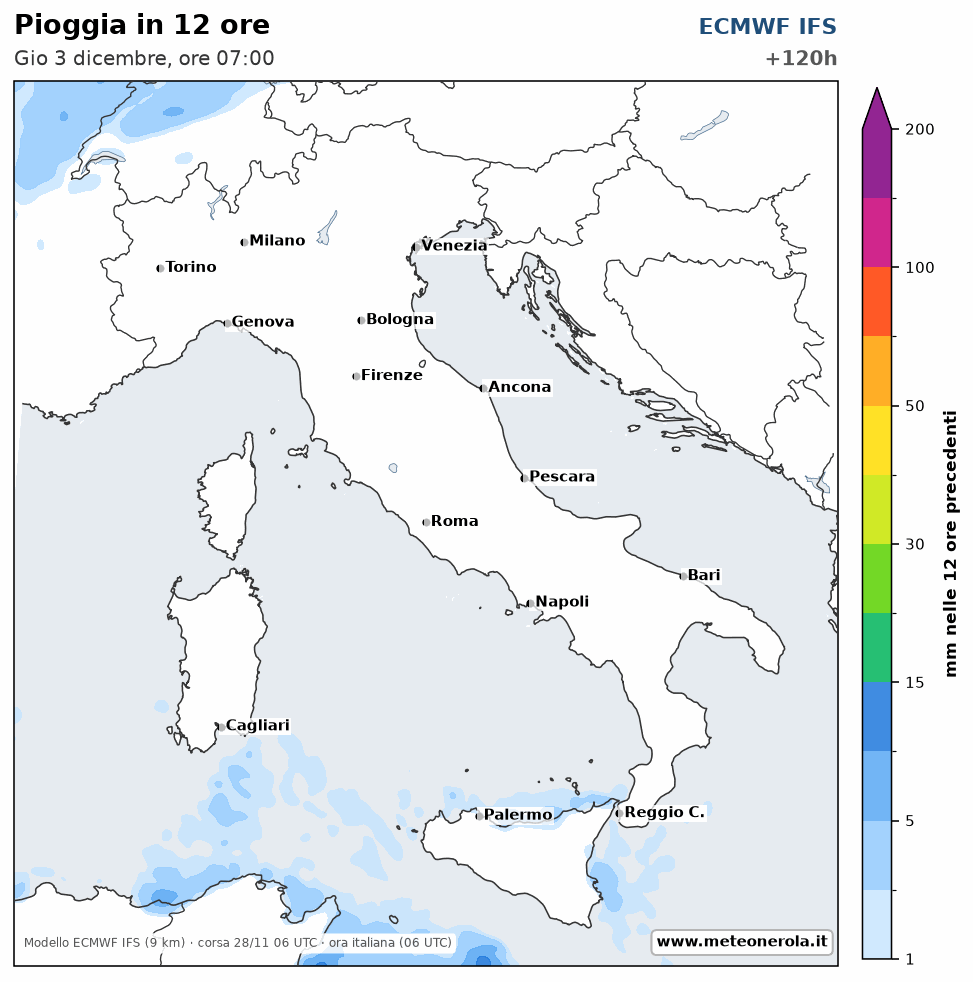 Pioggia in 12 ore
ECMWF IFS
Gio 3 dicembre, ore 07:00
+120h
200
100
50
30
15
5
1
mm nelle 12 ore precedenti
Milano
Venezia
Torino
Genova
Bologna
Firenze
Ancona
Pescara
Roma
Bari
Napoli
Cagliari
Palermo
Reggio C.
Modello ECMWF IFS (9 km) · corsa 28/11 06 UTC · ora italiana (06 UTC)
www.meteonerola.it